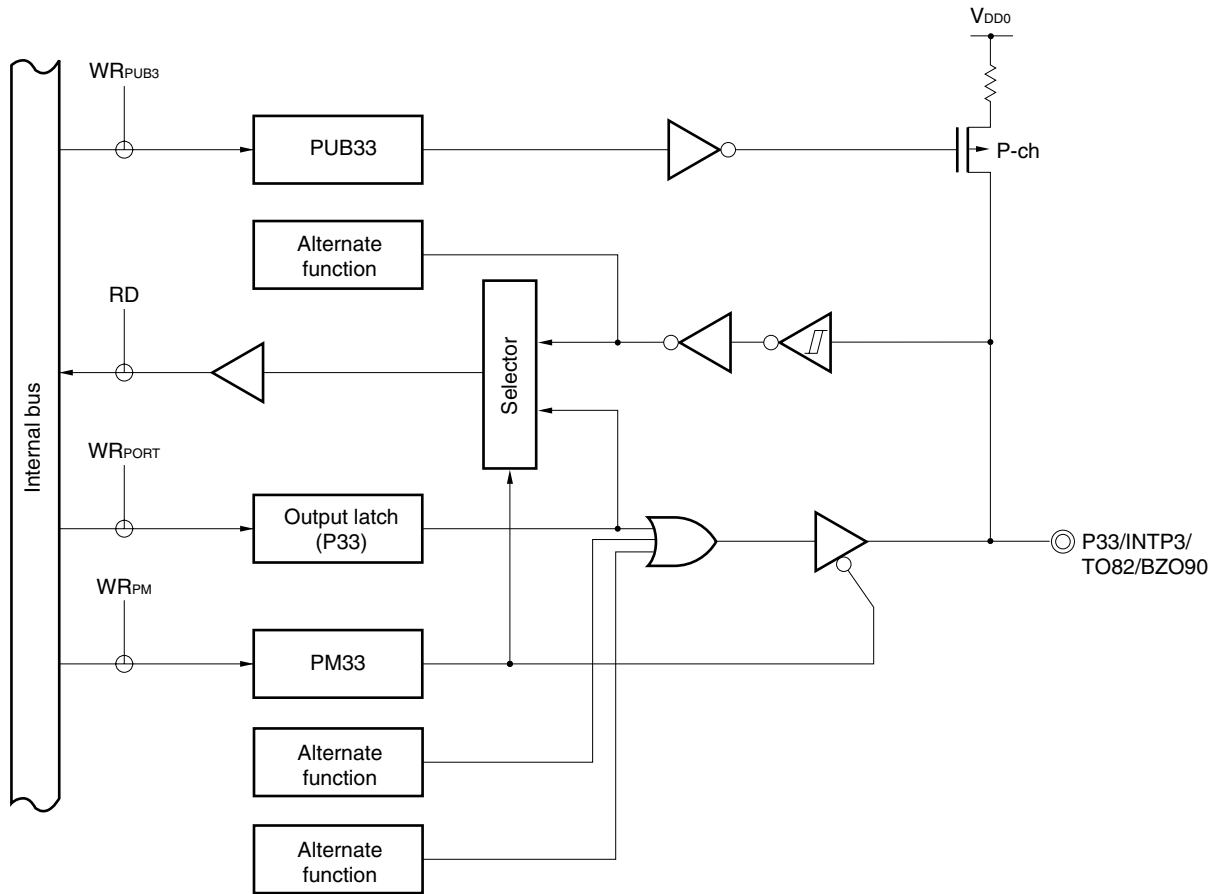 VDD0
WRPUB3
PUB33
P-ch
Alternate
function
RD
Selector
Internal bus
WRPORT
Output latch
(P33)
P33/INTP3/
TO82/BZO90
WRPM
PM33
Alternate
function
Alternate
function